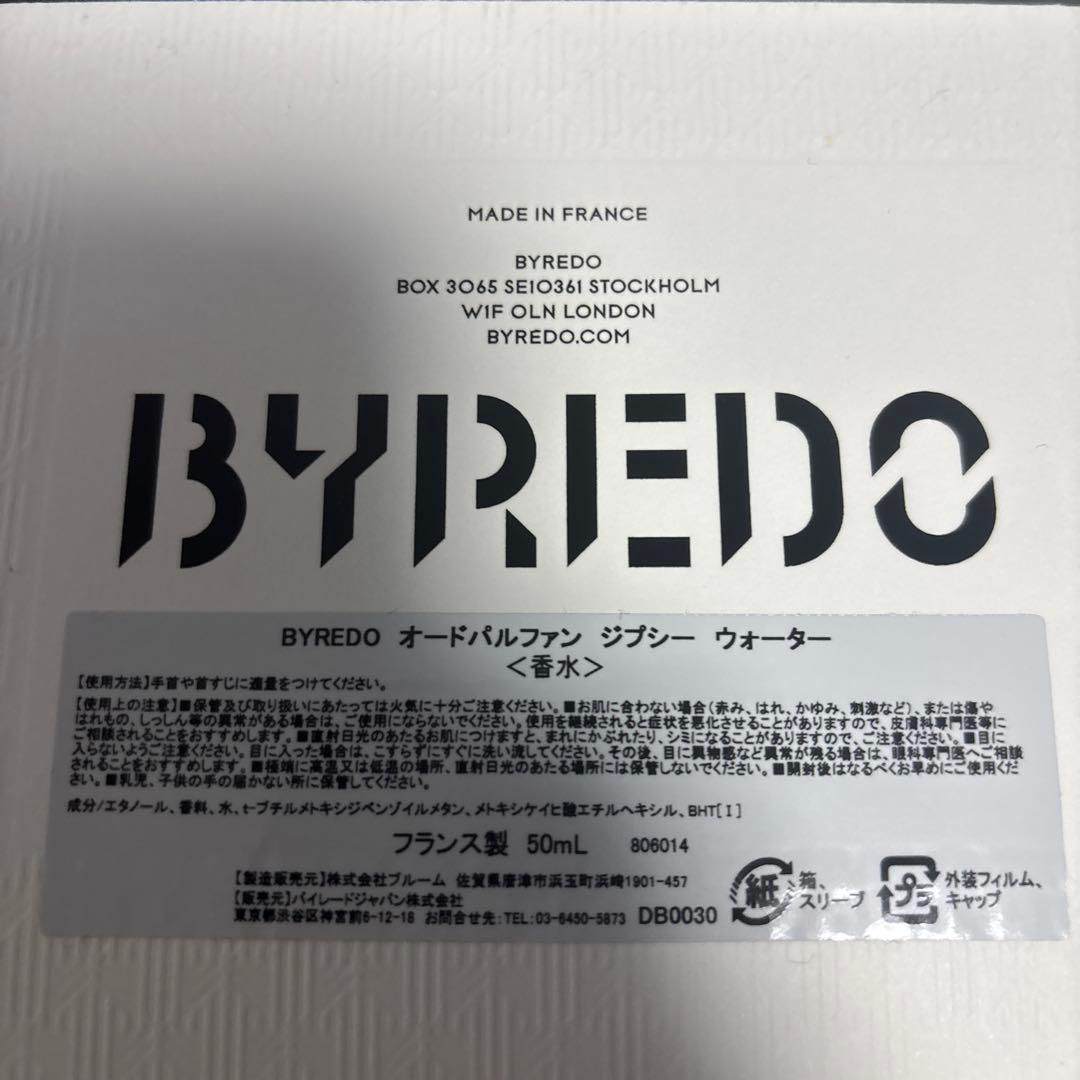 MADE IN FRANCE
BYREDO
BOX 3065 SE10361 STOCKHOLM
W1F 0LN LONDON
BYREDO.COM
BYREDO
BYREDO オードパルファン ジプシー ウォーター
＜香水＞
【使用方法】手首や首すじに適量をつけてください。
【使用上の注意】■保管及び取り扱いにあたっては火気に十分ご注意ください。■お肌に合わない場合(赤み、はれ、かゆみ、刺激など)、または傷や
はれもの、しっしん等の異常がある場合は、ご使用にならないでください。使用を継続されると症状を悪化させることがありますので、皮膚科専門医等に
ご相談されることをおすすめします。■直射日光のあたるお肌につけますと、まれにかぶれたり、シミになることがありますので、ご注意ください。■目に
入らないようご注意ください。目に入った場合は、こすらずにすぐに洗い流してください。その後、目に異物感など異常が残る場合は、眼科専門医へご相談
されることをおすすめします。■極端に高温又は低温の場所、直射日光のあたる場所には保管しないでください。■開封後はなるべくお早めにご使用くだ
さい。■乳児、子供の手の届かない所に保管してください。
成分/エタノール、香料、水、t-ブチルメトキシジベンゾイルメタン、メトキシケイヒ酸エチルヘキシル、BHT[I]
フランス製 50mL 806014
【製造販売元】株式会社ブルーム 佐賀県唐津市浜玉町浜崎1901-457
【販売元】バイレードジャパン株式会社
東京都渋谷区神宮前6-12-18 お問合せ先:TEL:03-6450-5873 DB0030
紙 箱、
スリーブ
プラ 外装フィルム、
キャップ